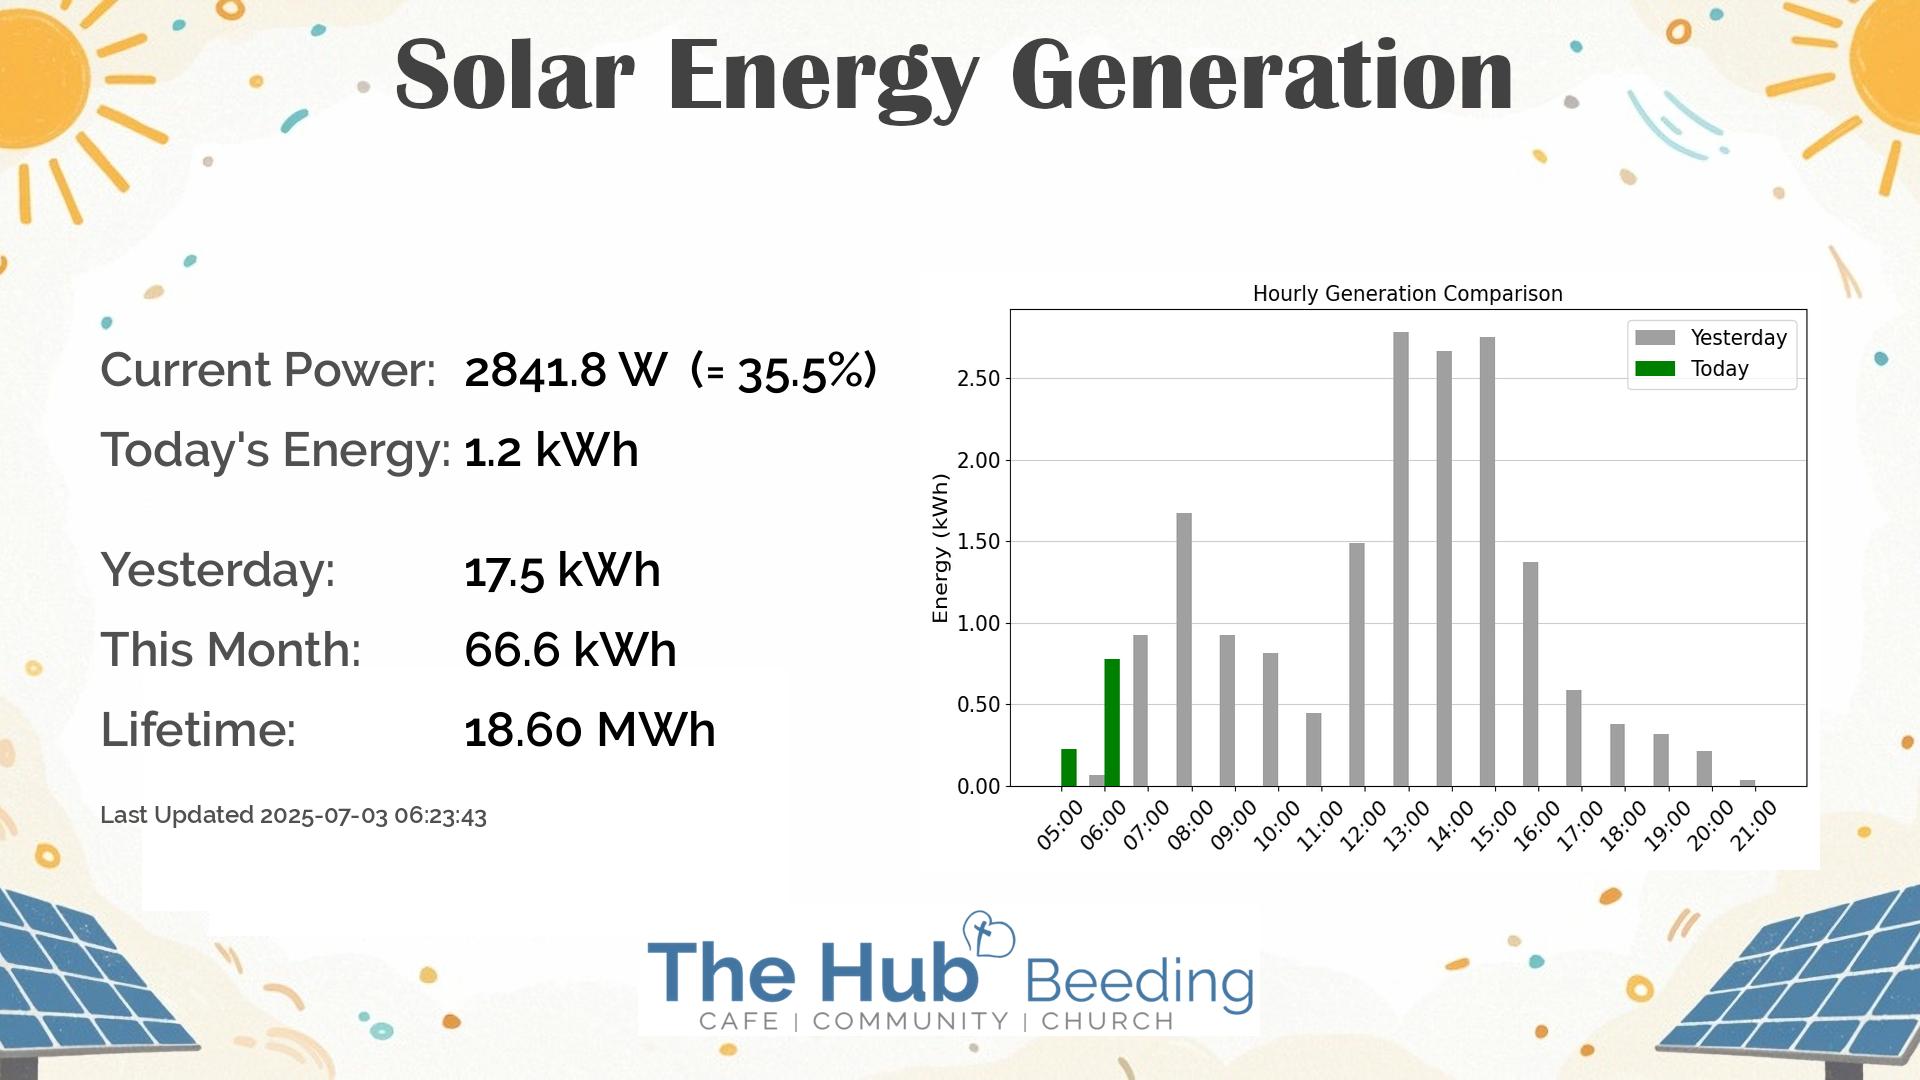 Solar Energy Generation
Current Power: 2841.8 W (= 35.5%)
Today's Energy: 1.2 kWh
Yesterday: 17.5 kWh
This Month: 66.6 kWh
Lifetime: 18.60 MWh
Last Updated 2025-07-03 06:23:43
Hourly Generation Comparison
Yesterday
Today
Energy (kWh)
2.50
2.00
1.50
1.00
0.50
0.00
05:00 06:00 07:00 08:00 09:00 10:00 11:00 12:00 13:00 14:00 15:00 16:00 17:00 18:00 19:00 20:00 21:00
The Hub Beeding
CAFE | COMMUNITY | CHURCH